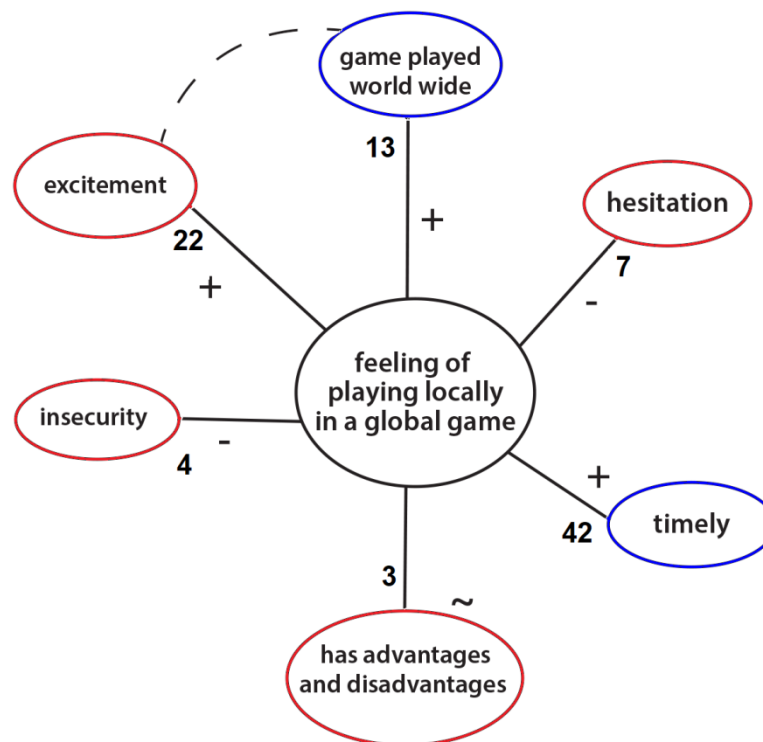 game played
world wide
13
+
excitement
22
+
hesitation
7
-
feeling of
playing locally
in a global game
insecurity
4
-
+
42
timely
3
~
has advantages
and disadvantages